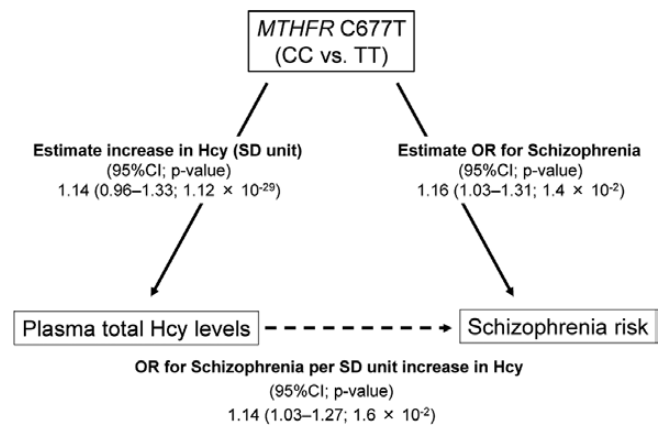 MTHFR C677T
(CC vs. TT)
Estimate increase in Hcy (SD unit)
(95%CI; p-value)
1.14 (0.96–1.33; 1.12 × 10⁻²⁹)
Estimate OR for Schizophrenia
(95%CI; p-value)
1.16 (1.03–1.31; 1.4 × 10⁻²)
Plasma total Hcy levels
Schizophrenia risk
OR for Schizophrenia per SD unit increase in Hcy
(95%CI; p-value)
1.14 (1.03–1.27; 1.6 × 10⁻²)